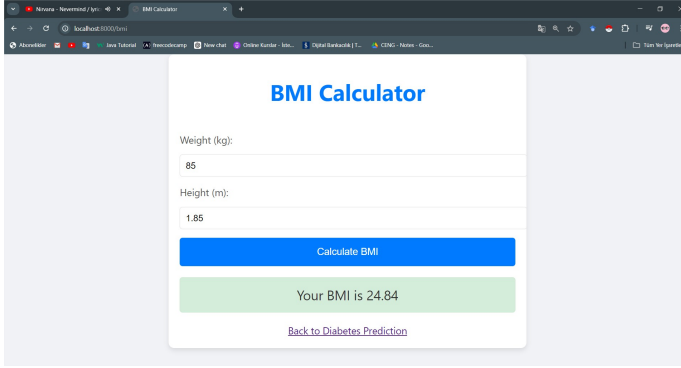 Nirvana - Nevermind / lyric
BMI Calculator
localhost:8000/bmi
Abonelikler
Java Tutorial
freecodecamp
New chat
Online Kurslar - İste...
Dijital Bankacılık | T...
CENG - Notes - Goo...
Tüm Yer İşaretle
BMI Calculator
Weight (kg):
85
Height (m):
1.85
Calculate BMI
Your BMI is 24.84
Back to Diabetes Prediction